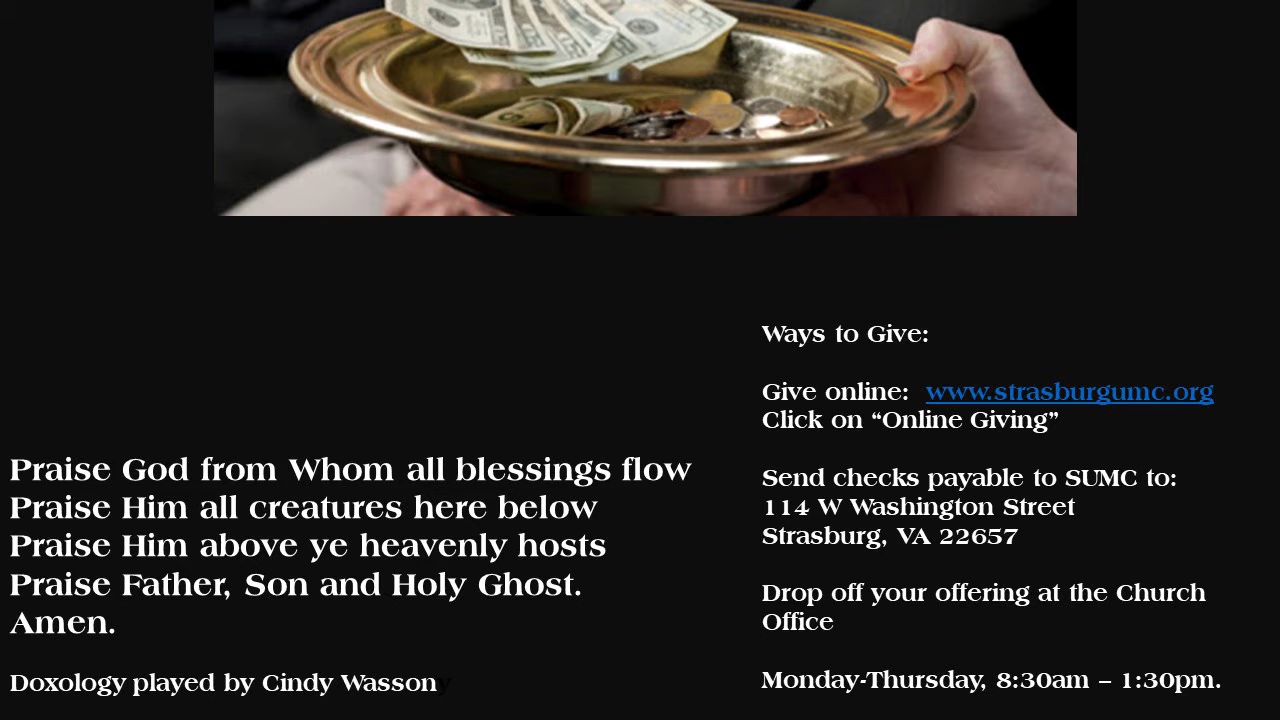 Praise God from Whom all blessings flow
Praise Him all creatures here below
Praise Him above ye heavenly hosts
Praise Father, Son and Holy Ghost.
Amen.
Doxology played by Cindy Wassony
Ways to Give:
Give online:  www.strasburgumc.org
Click on “Online Giving”
Send checks payable to SUMC to:
114 W Washington Street
Strasburg, VA 22657
Drop off your offering at the Church
Office
Monday-Thursday, 8:30am – 1:30pm.